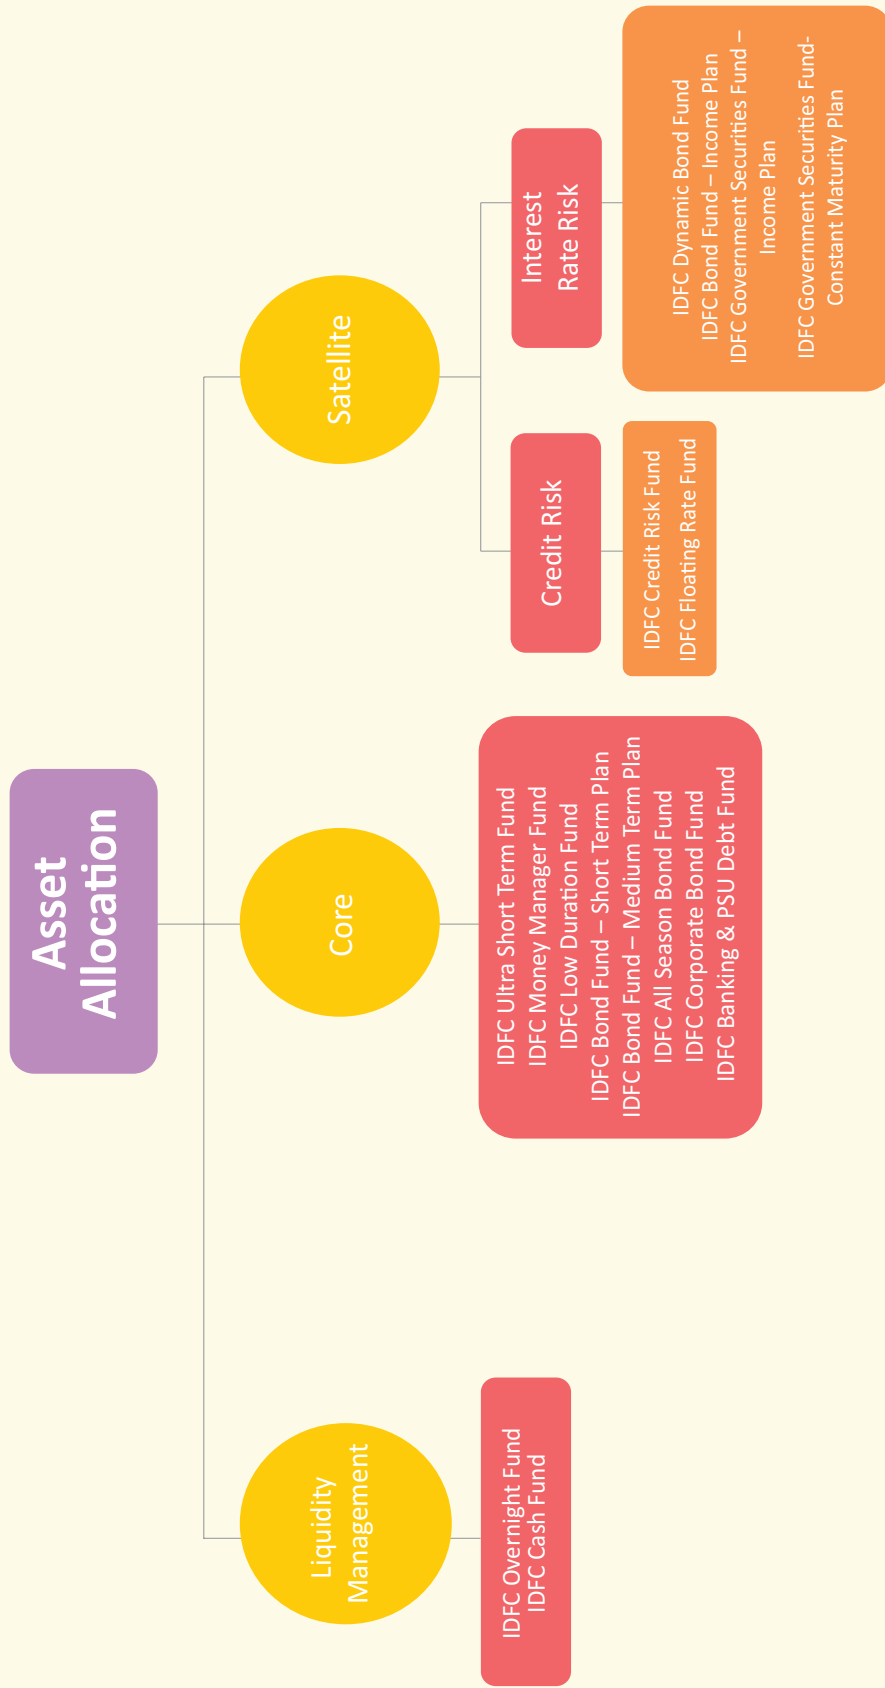 Asset
Allocation
Liquidity
Management
Core
Satellite
IDFC Overnight Fund
IDFC Cash Fund
IDFC Ultra Short Term Fund
IDFC Money Manager Fund
IDFC Low Duration Fund
IDFC Bond Fund – Short Term Plan
IDFC Bond Fund – Medium Term Plan
IDFC All Season Bond Fund
IDFC Corporate Bond Fund
IDFC Banking & PSU Debt Fund
Credit Risk
Interest
Rate Risk
IDFC Credit Risk Fund
IDFC Floating Rate Fund
IDFC Dynamic Bond Fund
IDFC Bond Fund – Income Plan
IDFC Government Securities Fund –
Income Plan
IDFC Government Securities Fund-
Constant Maturity Plan